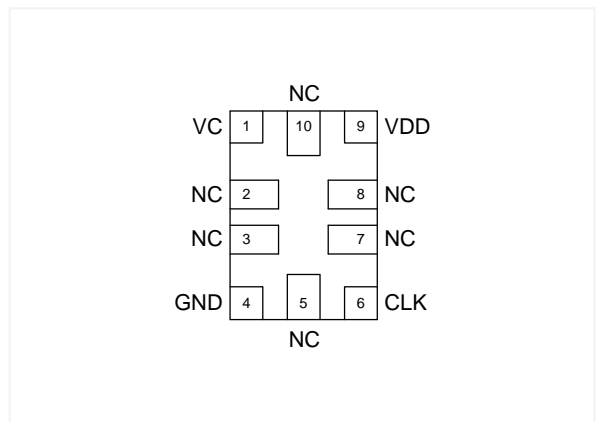 NC
VC 1 10 9 VDD
NC 2 8 NC
NC 3 7 NC
GND 4 5 6 CLK
NC